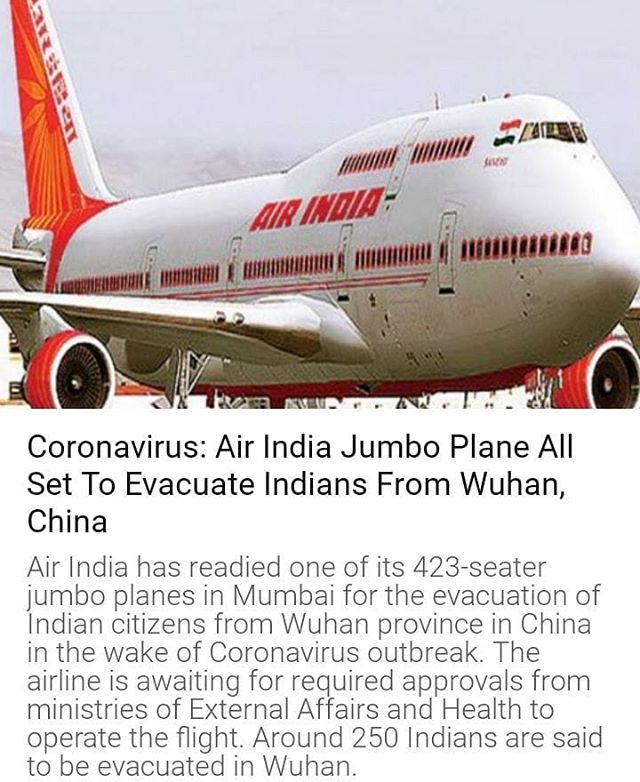 AIR INDIA
Coronavirus: Air India Jumbo Plane All
Set To Evacuate Indians From Wuhan,
China
Air India has readied one of its 423-seater
jumbo planes in Mumbai for the evacuation of
Indian citizens from Wuhan province in China
in the wake of Coronavirus outbreak. The
airline is awaiting for required approvals from
ministries of External Affairs and Health to
operate the flight. Around 250 Indians are said
to be evacuated in Wuhan.